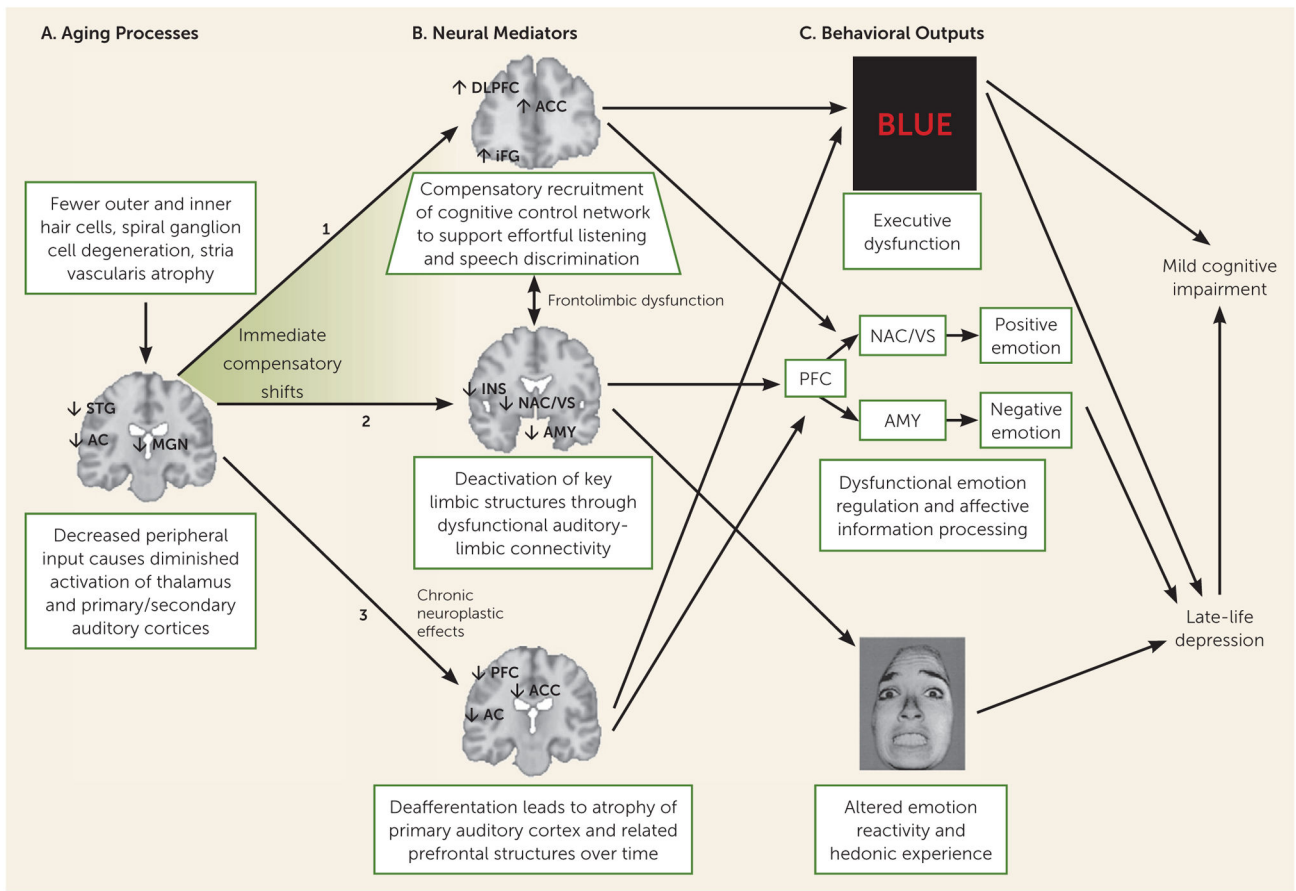 A. Aging Processes
B. Neural Mediators
C. Behavioral Outputs
Fewer outer and inner
hair cells, spiral ganglion
cell degeneration, stria
vascularis atrophy
↓ STG
↓ AC
↓ MGN
Decreased peripheral
input causes diminished
activation of thalamus
and primary/secondary
auditory cortices
1
Immediate
compensatory
shifts
2
3
Chronic
neuroplastic
effects
↑ DLPFC
↑ ACC
↑ iFG
Compensatory recruitment
of cognitive control network
to support effortful listening
and speech discrimination
Frontolimbic dysfunction
↓ INS
↓ NAC/VS
↓ AMY
Deactivation of key
limbic structures through
dysfunctional auditory-
limbic connectivity
↓ PFC
↓ ACC
↓ AC
Deafferentation leads to atrophy of
primary auditory cortex and related
prefrontal structures over time
BLUE
Executive
dysfunction
PFC
NAC/VS
Positive
emotion
AMY
Negative
emotion
Dysfunctional emotion
regulation and affective
information processing
Altered emotion
reactivity and
hedonic experience
Mild cognitive
impairment
Late-life
depression